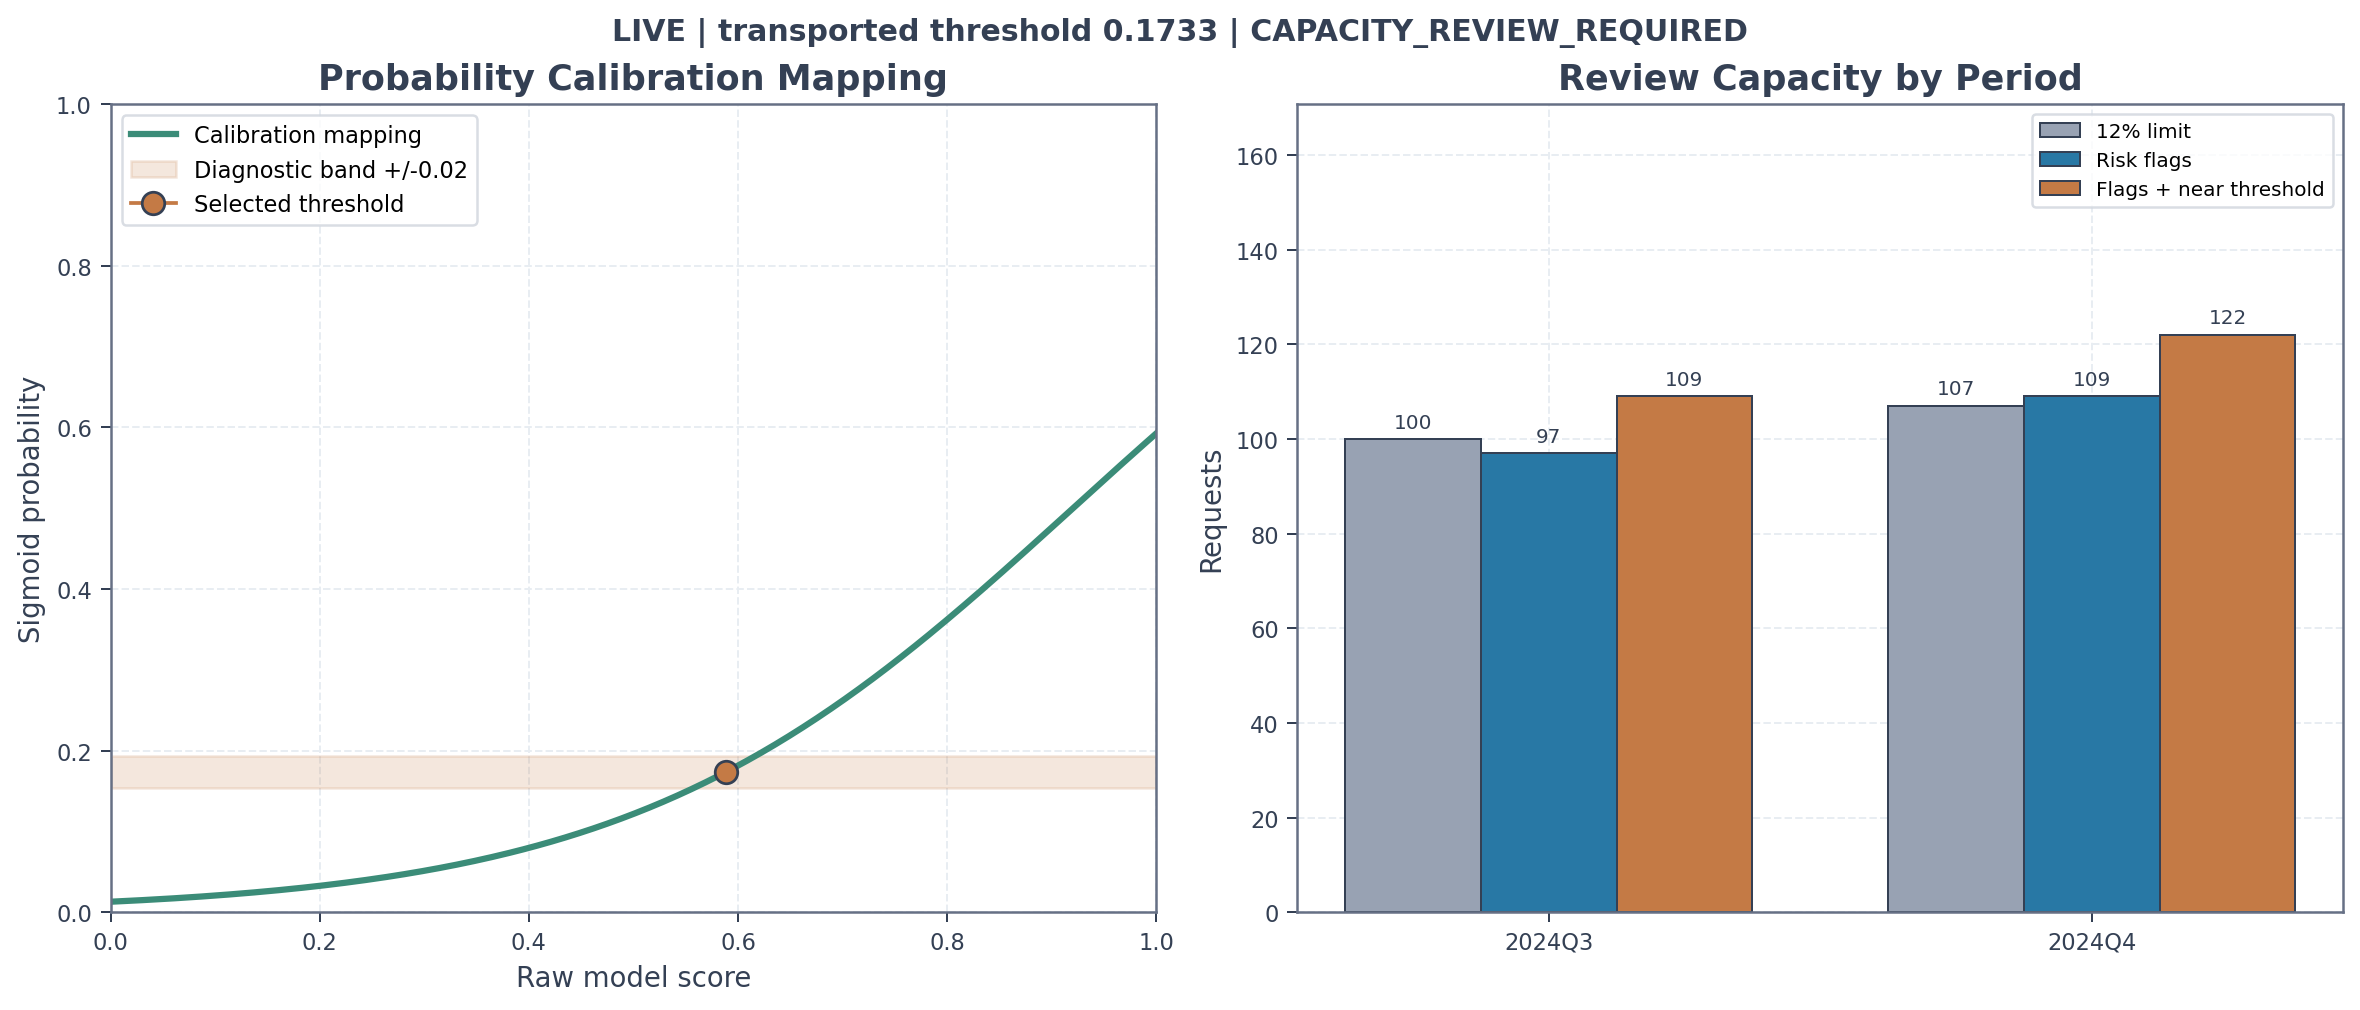 LIVE | transported threshold 0.1733 | CAPACITY_REVIEW_REQUIRED
Probability Calibration Mapping
Calibration mapping
Diagnostic band +/-0.02
Selected threshold
Sigmoid probability
1.0
0.8
0.6
0.4
0.2
0.0
0.0 0.2 0.4 0.6 0.8 1.0
Raw model score
Review Capacity by Period
12% limit
Risk flags
Flags + near threshold
Requests
160
140
120
100
80
60
40
20
0
100 97 109 107 109 122
2024Q3 2024Q4